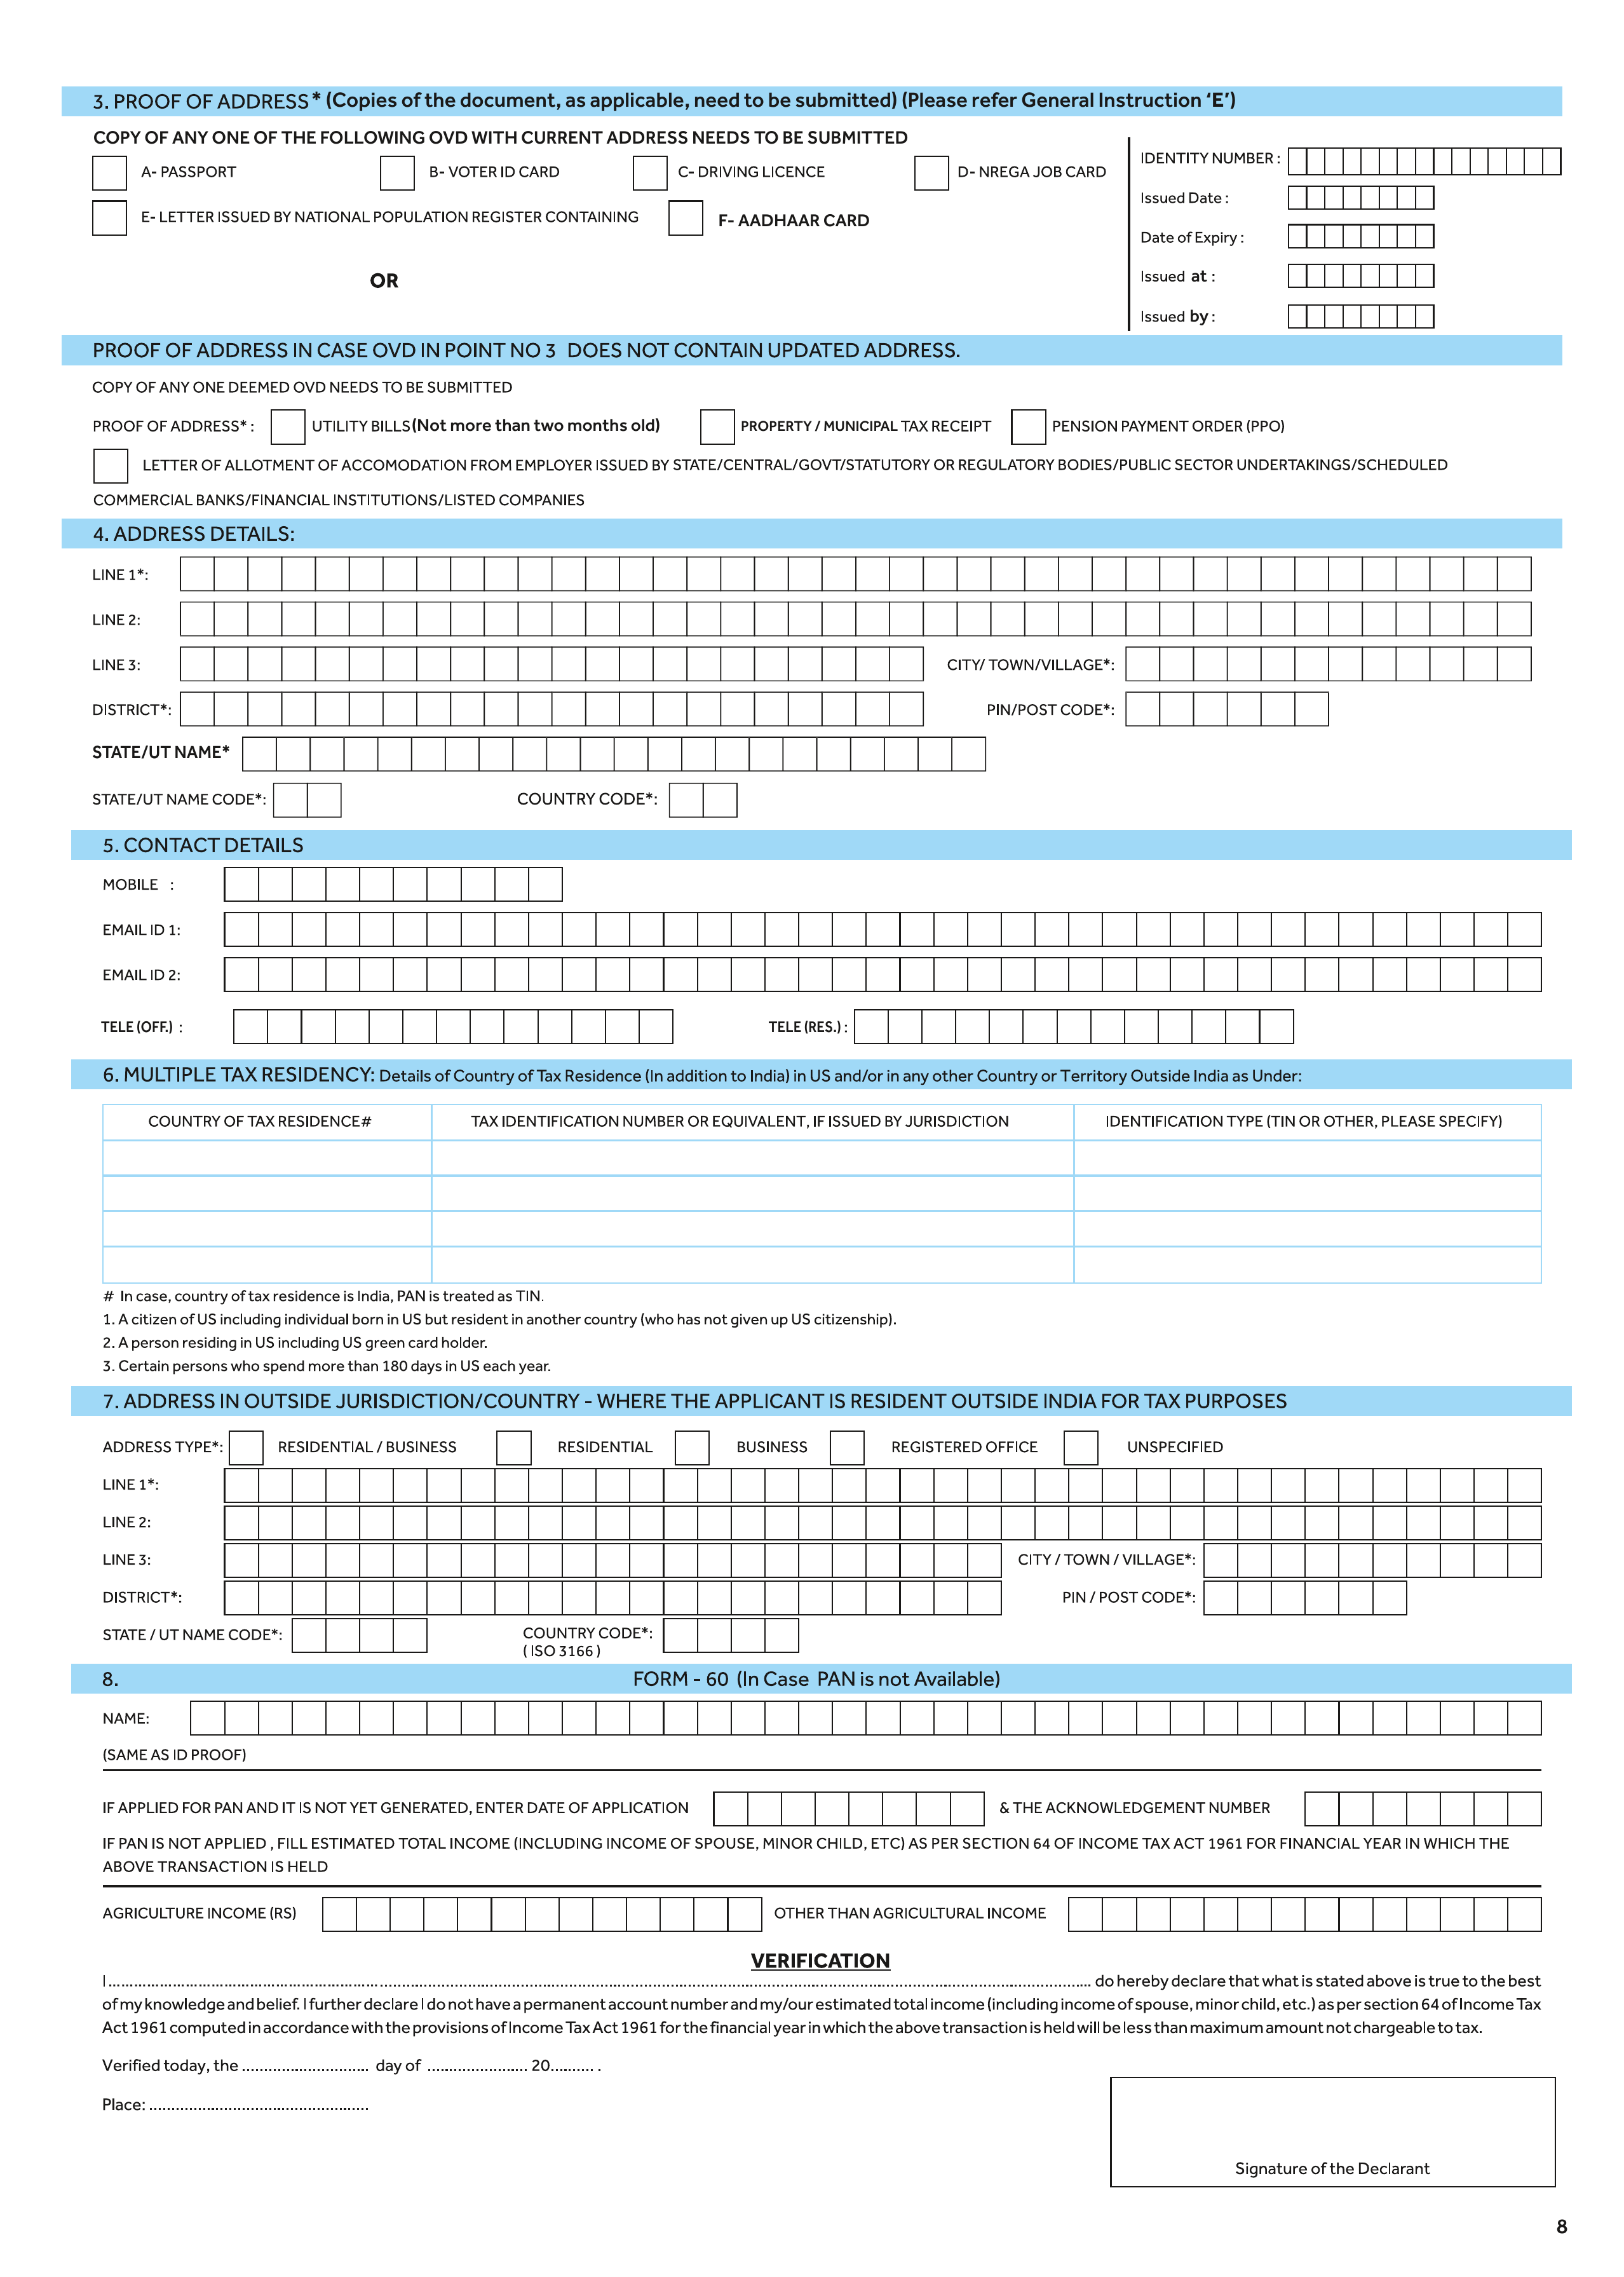 3. PROOF OF ADDRESS * (Copies of the document, as applicable, need to be submitted) (Please refer General Instruction ‘E’)
COPY OF ANY ONE OF THE FOLLOWING OVD WITH CURRENT ADDRESS NEEDS TO BE SUBMITTED
A- PASSPORT B- VOTER ID CARD C- DRIVING LICENCE D- NREGA JOB CARD
E- LETTER ISSUED BY NATIONAL POPULATION REGISTER CONTAINING F- AADHAAR CARD
OR
IDENTITY NUMBER :
Issued Date :
Date of Expiry :
Issued at :
Issued by :
PROOF OF ADDRESS IN CASE OVD IN POINT NO 3 DOES NOT CONTAIN UPDATED ADDRESS.
COPY OF ANY ONE DEEMED OVD NEEDS TO BE SUBMITTED
PROOF OF ADDRESS* : UTILITY BILLS (Not more than two months old) PROPERTY / MUNICIPAL TAX RECEIPT PENSION PAYMENT ORDER (PPO)
LETTER OF ALLOTMENT OF ACCOMODATION FROM EMPLOYER ISSUED BY STATE/CENTRAL/GOVT/STATUTORY OR REGULATORY BODIES/PUBLIC SECTOR UNDERTAKINGS/SCHEDULED
COMMERCIAL BANKS/FINANCIAL INSTITUTIONS/LISTED COMPANIES
4. ADDRESS DETAILS:
LINE 1*:
LINE 2:
LINE 3: CITY/ TOWN/VILLAGE*:
DISTRICT*: PIN/POST CODE*:
STATE/UT NAME*
STATE/UT NAME CODE*: COUNTRY CODE*:
5. CONTACT DETAILS
MOBILE :
EMAIL ID 1:
EMAIL ID 2:
TELE (OFF.) : TELE (RES.) :
6. MULTIPLE TAX RESIDENCY: Details of Country of Tax Residence (In addition to India) in US and/or in any other Country or Territory Outside India as Under:
COUNTRY OF TAX RESIDENCE# TAX IDENTIFICATION NUMBER OR EQUIVALENT, IF ISSUED BY JURISDICTION IDENTIFICATION TYPE (TIN OR OTHER, PLEASE SPECIFY)
# In case, country of tax residence is India, PAN is treated as TIN.
1. A citizen of US including individual born in US but resident in another country (who has not given up US citizenship).
2. A person residing in US including US green card holder.
3. Certain persons who spend more than 180 days in US each year.
7. ADDRESS IN OUTSIDE JURISDICTION/COUNTRY - WHERE THE APPLICANT IS RESIDENT OUTSIDE INDIA FOR TAX PURPOSES
ADDRESS TYPE*: RESIDENTIAL / BUSINESS RESIDENTIAL BUSINESS REGISTERED OFFICE UNSPECIFIED
LINE 1*:
LINE 2:
LINE 3: CITY / TOWN / VILLAGE*:
DISTRICT*: PIN / POST CODE*:
STATE / UT NAME CODE*: COUNTRY CODE*:
( ISO 3166 )
8. FORM - 60 (In Case PAN is not Available)
NAME:
(SAME AS ID PROOF)
IF APPLIED FOR PAN AND IT IS NOT YET GENERATED, ENTER DATE OF APPLICATION & THE ACKNOWLEDGEMENT NUMBER
IF PAN IS NOT APPLIED , FILL ESTIMATED TOTAL INCOME (INCLUDING INCOME OF SPOUSE, MINOR CHILD, ETC) AS PER SECTION 64 OF INCOME TAX ACT 1961 FOR FINANCIAL YEAR IN WHICH THE
ABOVE TRANSACTION IS HELD
AGRICULTURE INCOME (RS) OTHER THAN AGRICULTURAL INCOME
VERIFICATION
I.......................................................................................................................... do hereby declare that what is stated above is true to the best
of my knowledge and belief. I further declare I do not have a permanent account number and my/our estimated total income (including income of spouse, minor child, etc.) as per section 64 of Income Tax
Act 1961 computed in accordance with the provisions of Income Tax Act 1961 for the financial year in which the above transaction is held will be less than maximum amount not chargeable to tax.
Verified today, the ............................. day of ....................... 20.......... .
Place: ..................................................
Signature of the Declarant
8